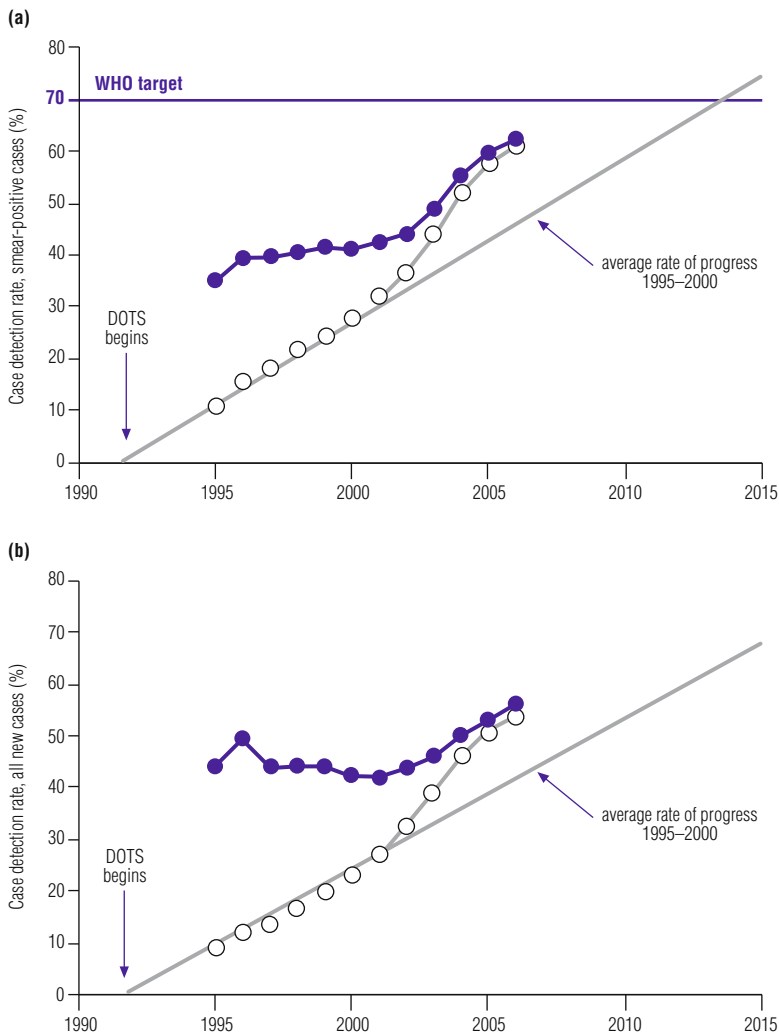 (a)
Case detection rate, smear-positive cases (%)
80
70
60
50
40
30
20
10
0
WHO target
DOTS
begins
average rate of progress
1995–2000
1990
1995
2000
2005
2010
2015
(b)
Case detection rate, all new cases (%)
80
70
60
50
40
30
20
10
0
DOTS
begins
average rate of progress
1995–2000
1990
1995
2000
2005
2010
2015